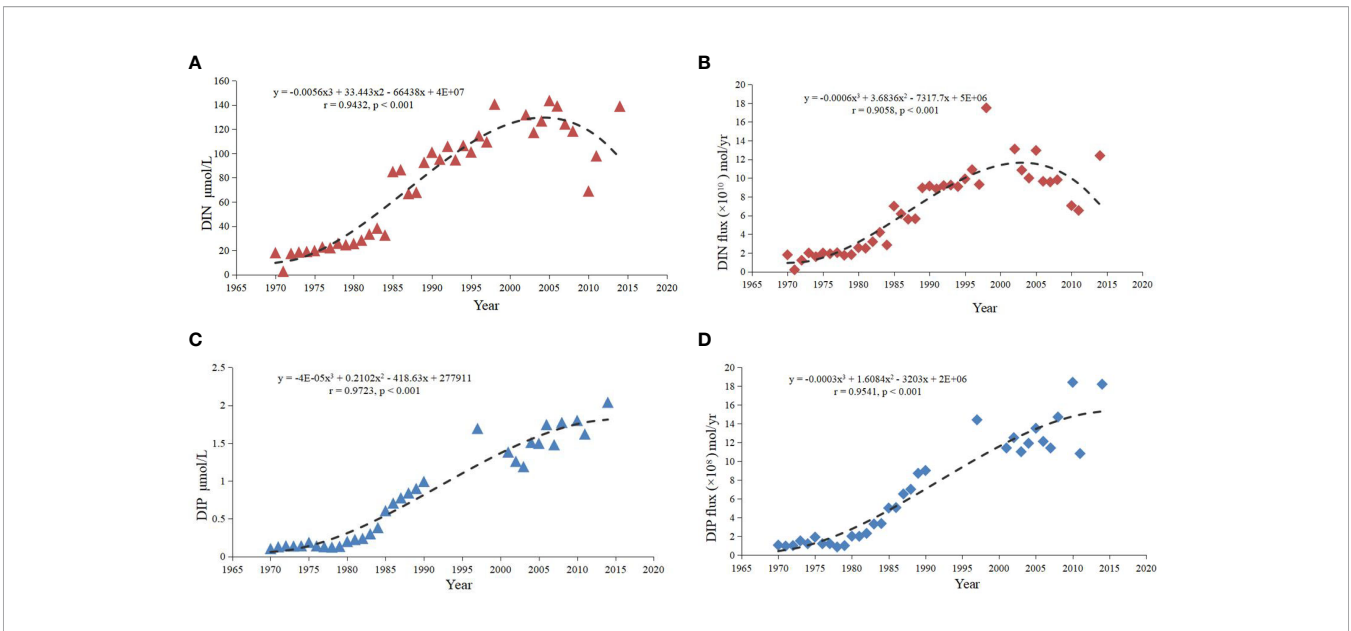 A
y = -0.0056x3 + 33.443x2 - 66438x + 4E+07
r = 0.9432, p < 0.001
DIN μmol/L
160
140
120
100
80
60
40
20
0
1965 1970 1975 1980 1985 1990 1995 2000 2005 2010 2015 2020
Year
B
y = -0.0006x³ + 3.6836x² - 7317.7x + 5E+06
r = 0.9058, p < 0.001
DIN flux (×10¹⁰) mol/yr
20
18
16
14
12
10
8
6
4
2
0
1965 1970 1975 1980 1985 1990 1995 2000 2005 2010 2015 2020
Year
C
y = -4E-05x³ + 0.2102x² - 418.63x + 277911
r = 0.9723, p < 0.001
DIP μmol/L
2.5
2
1.5
1
0.5
0
1965 1970 1975 1980 1985 1990 1995 2000 2005 2010 2015 2020
Year
D
y = -0.0003x³ + 1.6084x² - 3203x + 2E+06
r = 0.9541, p < 0.001
DIP flux (×10⁸) mol/yr
20
18
16
14
12
10
8
6
4
2
0
1965 1970 1975 1980 1985 1990 1995 2000 2005 2010 2015 2020
Year